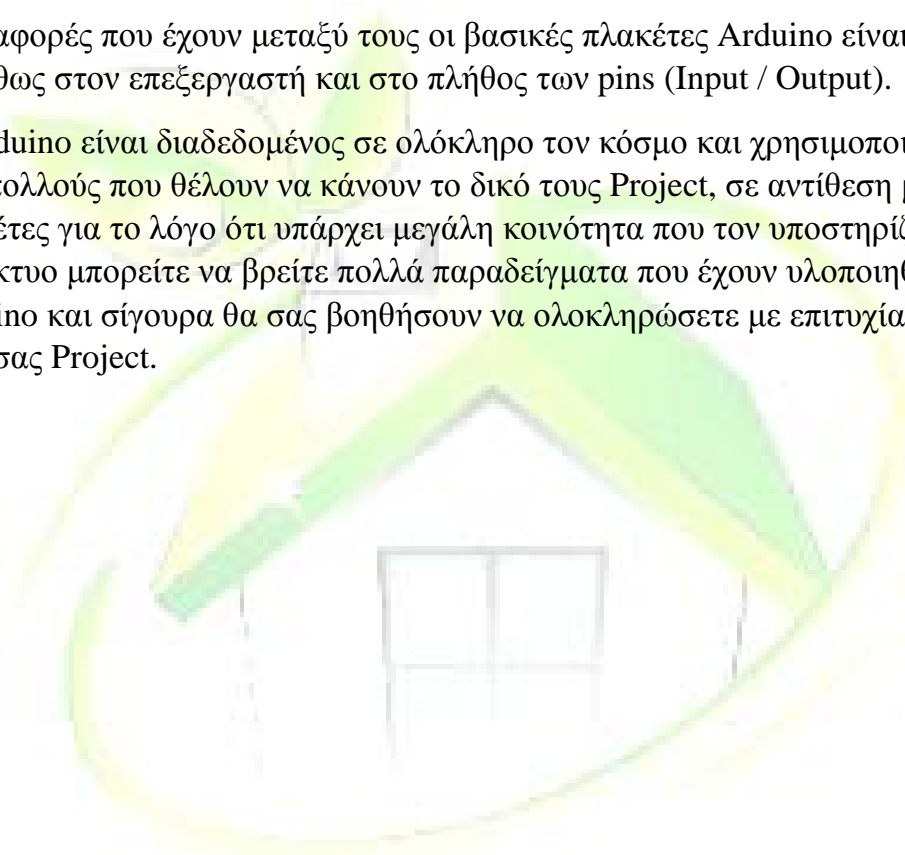 αφορές που έχουν μεταξύ τους οι βασικές πλακέτες Arduino είναι
θως στον επεξεργαστή και στο πλήθος των pins (Input / Output).
duino είναι διαδεδομένος σε ολόκληρο τον κόσμο και χρησιμοποι
πολλούς που θέλουν να κάνουν το δικό τους Project, σε αντίθεση μ
έτες για το λόγο ότι υπάρχει μεγάλη κοινότητα που τον υποστηρίζ
κτυο μπορείτε να βρείτε πολλά παραδείγματα που έχουν υλοποιηθ
ino και σίγουρα θα σας βοηθήσουν να ολοκληρώσετε με επιτυχία
σας Project.